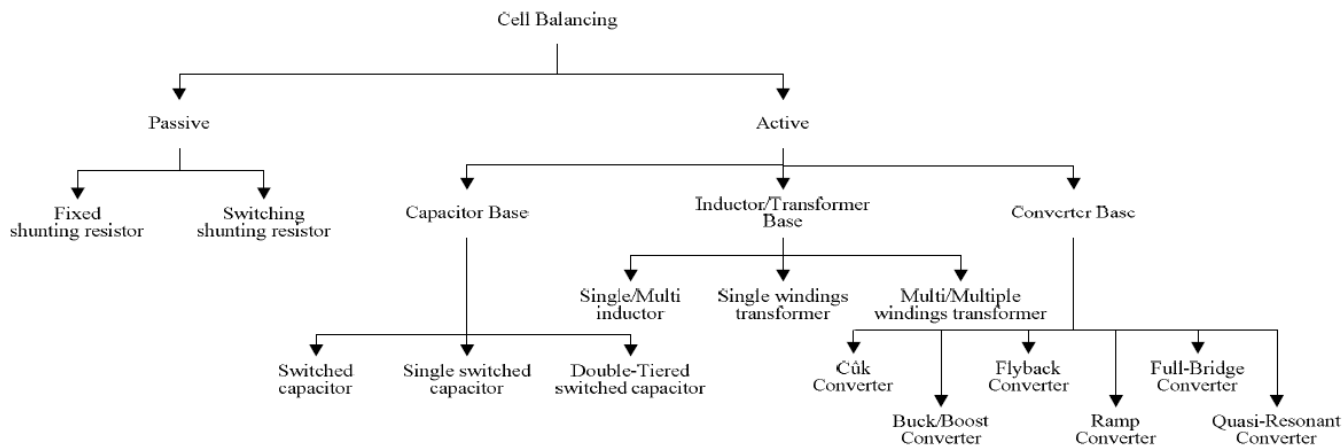 Cell Balancing
Passive
Active
Fixed
shunting resistor
Switching
shunting resistor
Capacitor Base
Inductor/Transformer
Base
Converter Base
Single/Multi
inductor
Single windings
transformer
Multi/Multiple
windings transformer
Switched
capacitor
Single switched
capacitor
Double-Tiered
switched capacitor
Cûk
Converter
Buck/Boost
Converter
Flyback
Converter
Ramp
Converter
Full-Bridge
Converter
Quasi-Resonant
Converter